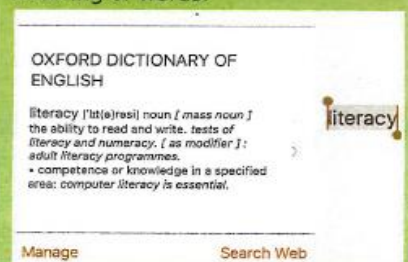 OXFORD DICTIONARY OF
ENGLISH
literacy ['lɪt(ə)rəsi] noun [ mass noun ]
the ability to read and write. tests of
literacy and numeracy. [ as modifier ] :
adult literacy programmes.
• competence or knowledge in a specified
area: computer literacy is essential.
literacy
Manage
Search Web